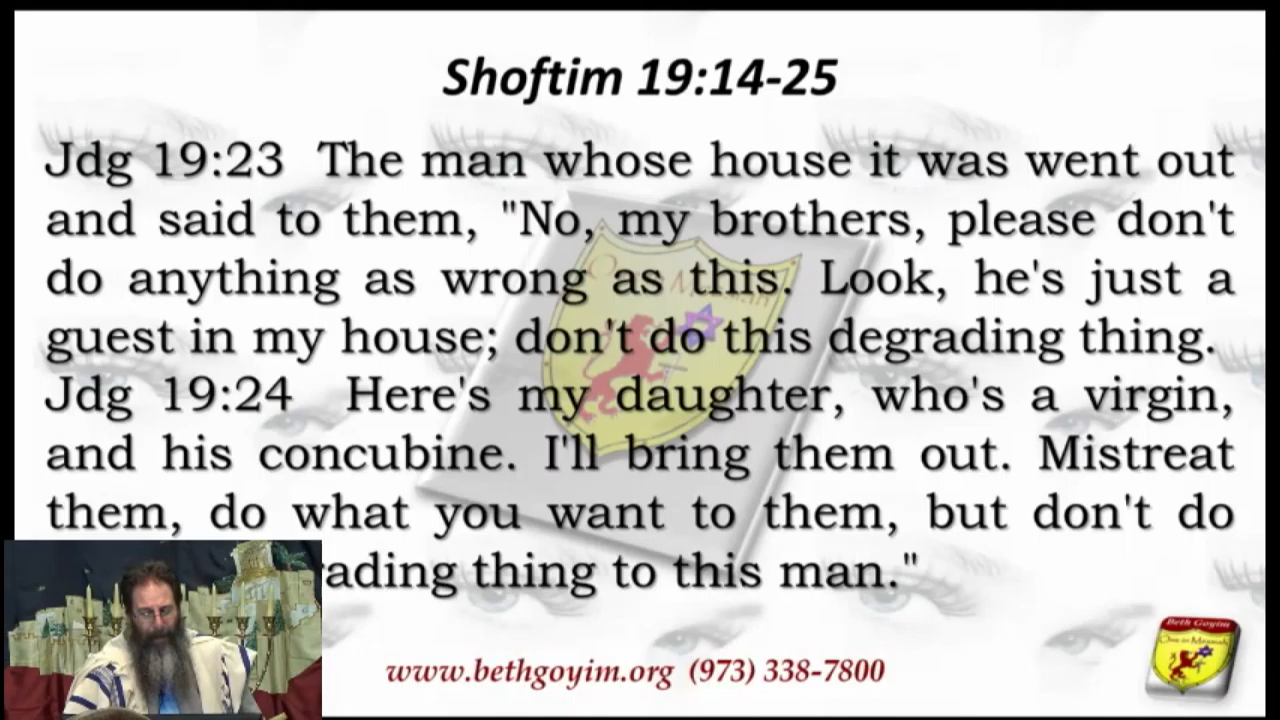 Shoftim 19:14-25
Jdg 19:23 The man whose house it was went out
and said to them, "No, my brothers, please don't
do anything as wrong as this. Look, he's just a
guest in my house; don't do this degrading thing.
Jdg 19:24 Here's my daughter, who's a virgin,
and his concubine. I'll bring them out. Mistreat
them, do what you want to them, but don't do
rading thing to this man."
www.bethgoyim.org (973) 338-7800
Beth Goyim
One in Messiah